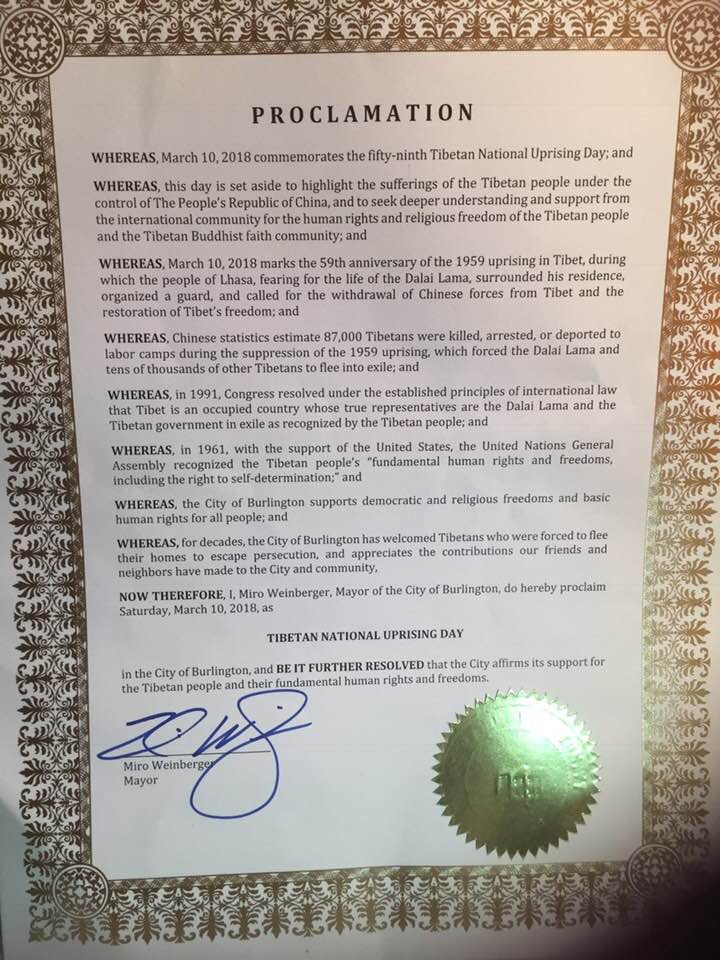 PROCLAMATION
WHEREAS, March 10, 2018 commemorates the fifty-ninth Tibetan National Uprising Day; and
WHEREAS, this day is set aside to highlight the sufferings of the Tibetan people under the
control of The People's Republic of China, and to seek deeper understanding and support from
the international community for the human rights and religious freedom of the Tibetan people
and the Tibetan Buddhist faith community; and
WHEREAS, March 10, 2018 marks the 59th anniversary of the 1959 uprising in Tibet, during
which the people of Lhasa, fearing for the life of the Dalai Lama, surrounded his residence,
organized a guard, and called for the withdrawal of Chinese forces from Tibet and the
restoration of Tibet's freedom; and
WHEREAS, Chinese statistics estimate 87,000 Tibetans were killed, arrested, or deported to
labor camps during the suppression of the 1959 uprising, which forced the Dalai Lama and
tens of thousands of other Tibetans to flee into exile; and
WHEREAS, in 1991, Congress resolved under the established principles of international law
that Tibet is an occupied country whose true representatives are the Dalai Lama and the
Tibetan government in exile as recognized by the Tibetan people; and
WHEREAS, in 1961, with the support of the United States, the United Nations General
Assembly recognized the Tibetan people's "fundamental human rights and freedoms,
including the right to self-determination;" and
WHEREAS, the City of Burlington supports democratic and religious freedoms and basic
human rights for all people; and
WHEREAS, for decades, the City of Burlington has welcomed Tibetans who were forced to flee
their homes to escape persecution, and appreciates the contributions our friends and
neighbors have made to the City and community,
NOW THEREFORE, I, Miro Weinberger, Mayor of the City of Burlington, do hereby proclaim
Saturday, March 10, 2018, as
TIBETAN NATIONAL UPRISING DAY
in the City of Burlington, and BE IT FURTHER RESOLVED that the City affirms its support for
the Tibetan people and their fundamental human rights and freedoms.
Miro Weinberger
Mayor